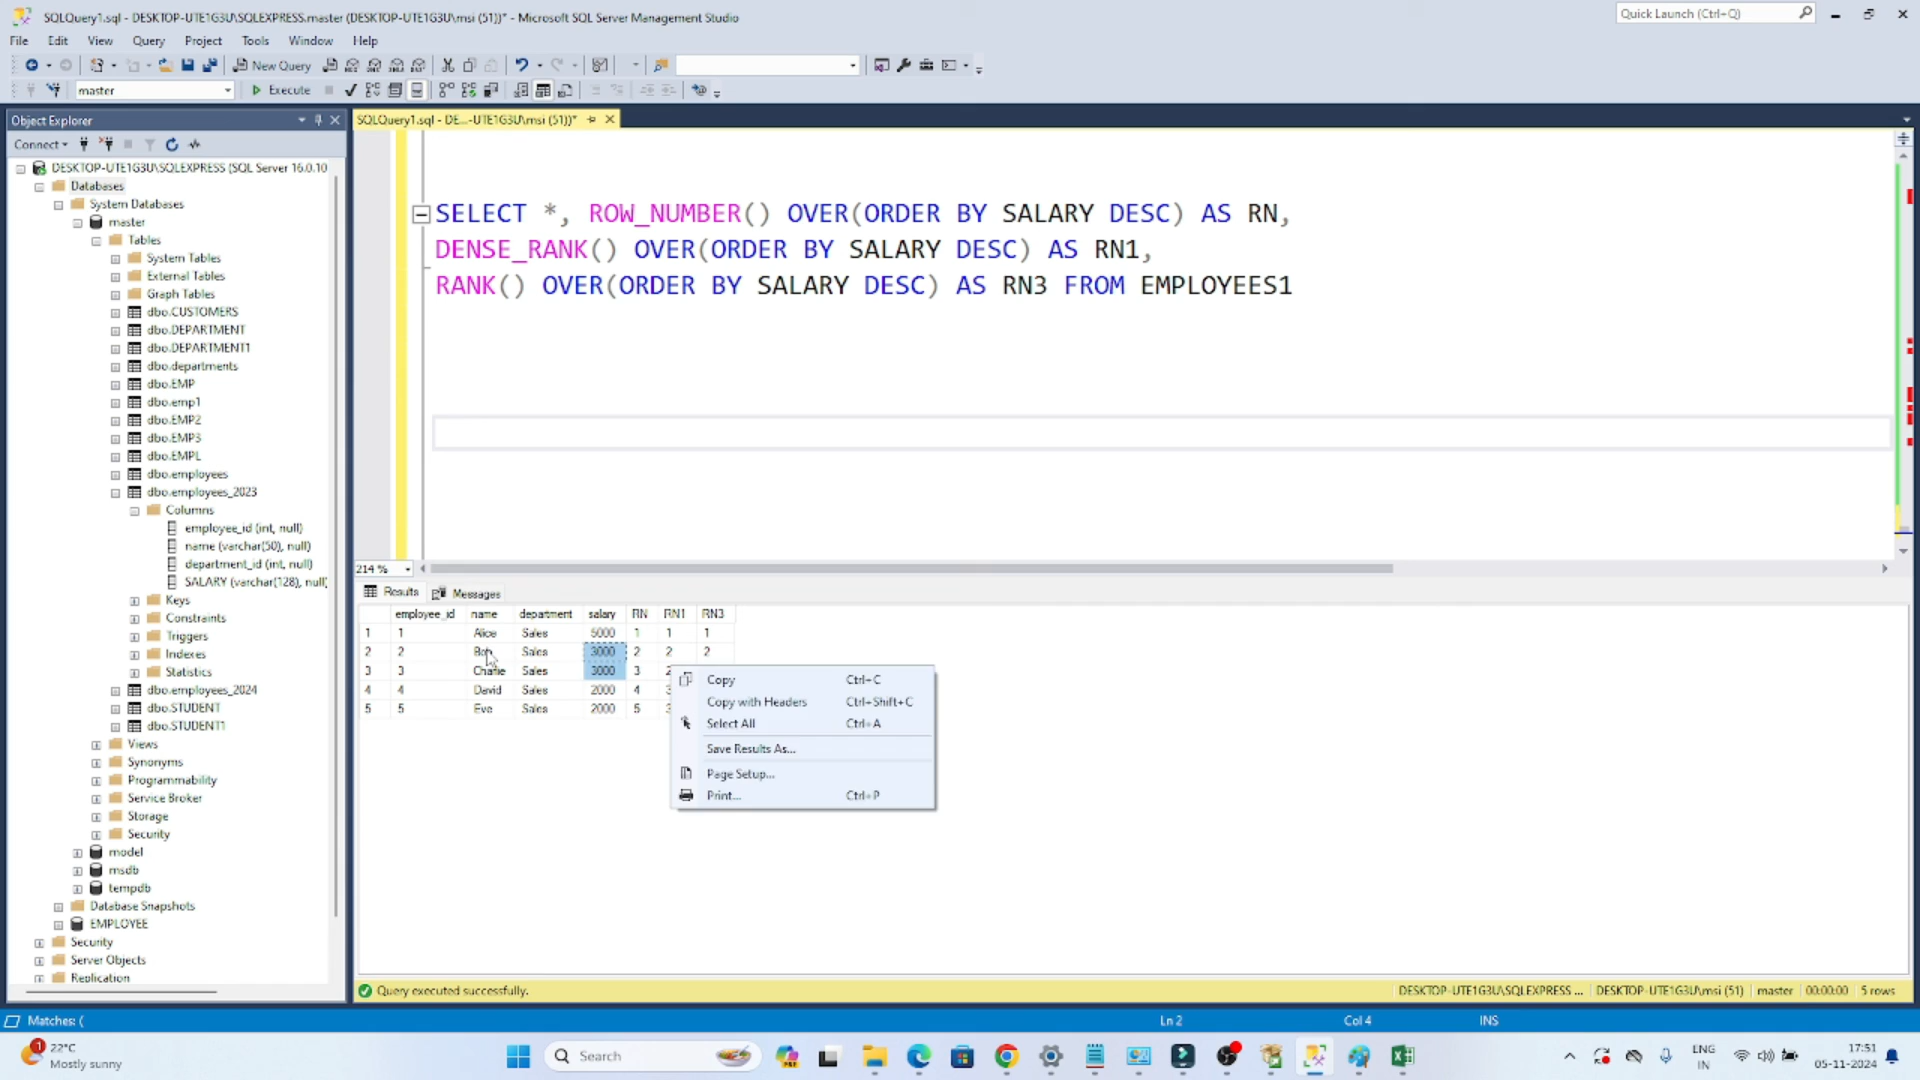 SQLQuery1.sql - DESKTOP-UTE1G3U\SQLEXPRESS.master (DESKTOP-UTE1G3U\msi (51))* - Microsoft SQL Server Management Studio
Quick Launch (Ctrl+Q)
File Edit View Query Project Tools Window Help
New Query
master Execute
Object Explorer
SQLQuery1.sql - DE...-UTE1G3U\msi (51))*
Connect
DESKTOP-UTE1G3U\SQLEXPRESS (SQL Server 16.0.10
Databases
System Databases
master
Tables
System Tables
External Tables
Graph Tables
dbo.CUSTOMERS
dbo.DEPARTMENT
dbo.DEPARTMENT1
dbo.departments
dbo.EMP
dbo.emp1
dbo.EMP2
dbo.EMP3
dbo.EMPL
dbo.employees
dbo.employees_2023
Columns
employee_id (int, null)
name (varchar(50), null)
department_id (int, null)
SALARY (varchar(128), null)
Keys
Constraints
Triggers
Indexes
Statistics
dbo.employees_2024
dbo.STUDENT
dbo.STUDENT1
Views
Synonyms
Programmability
Service Broker
Storage
Security
model
msdb
tempdb
Database Snapshots
EMPLOYEE
Security
Server Objects
Replication
SELECT *, ROW_NUMBER() OVER(ORDER BY SALARY DESC) AS RN,
DENSE_RANK() OVER(ORDER BY SALARY DESC) AS RN1,
RANK() OVER(ORDER BY SALARY DESC) AS RN3 FROM EMPLOYEES1
214 %
Results Messages
employee_id name department salary RN RN1 RN3
1 1 Alice Sales 5000 1 1 1
2 2 Bob Sales 3000 2 2 2
3 3 Charlie Sales 3000 3 2
4 4 David Sales 2000 4 3
5 5 Eve Sales 2000 5 3
Copy Ctrl+C
Copy with Headers Ctrl+Shift+C
Select All Ctrl+A
Save Results As...
Page Setup...
Print... Ctrl+P
Query executed successfully.
DESKTOP-UTE1G3U\SQLEXPRESS ... DESKTOP-UTE1G3U\msi (51) master 00:00:00 5 rows
Matches: (
Ln 2 Col 4 INS
1
22°C
Mostly sunny
Search
ENG
IN
17:51
05-11-2024